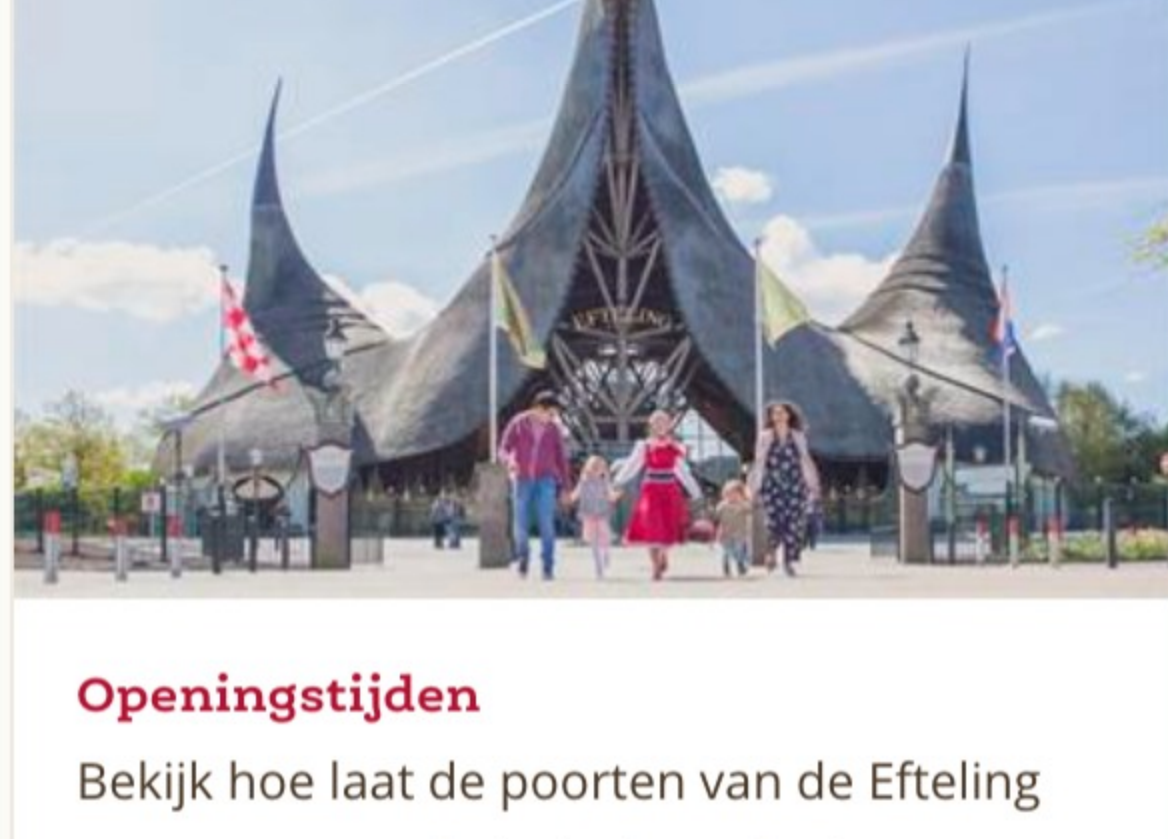 EFTELING
Openingstijden
Bekijk hoe laat de poorten van de Efteling